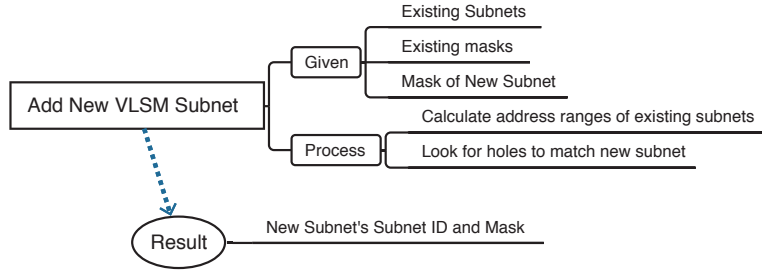 Add New VLSM Subnet
Given
Existing Subnets
Existing masks
Mask of New Subnet
Process
Calculate address ranges of existing subnets
Look for holes to match new subnet
Result
New Subnet's Subnet ID and Mask